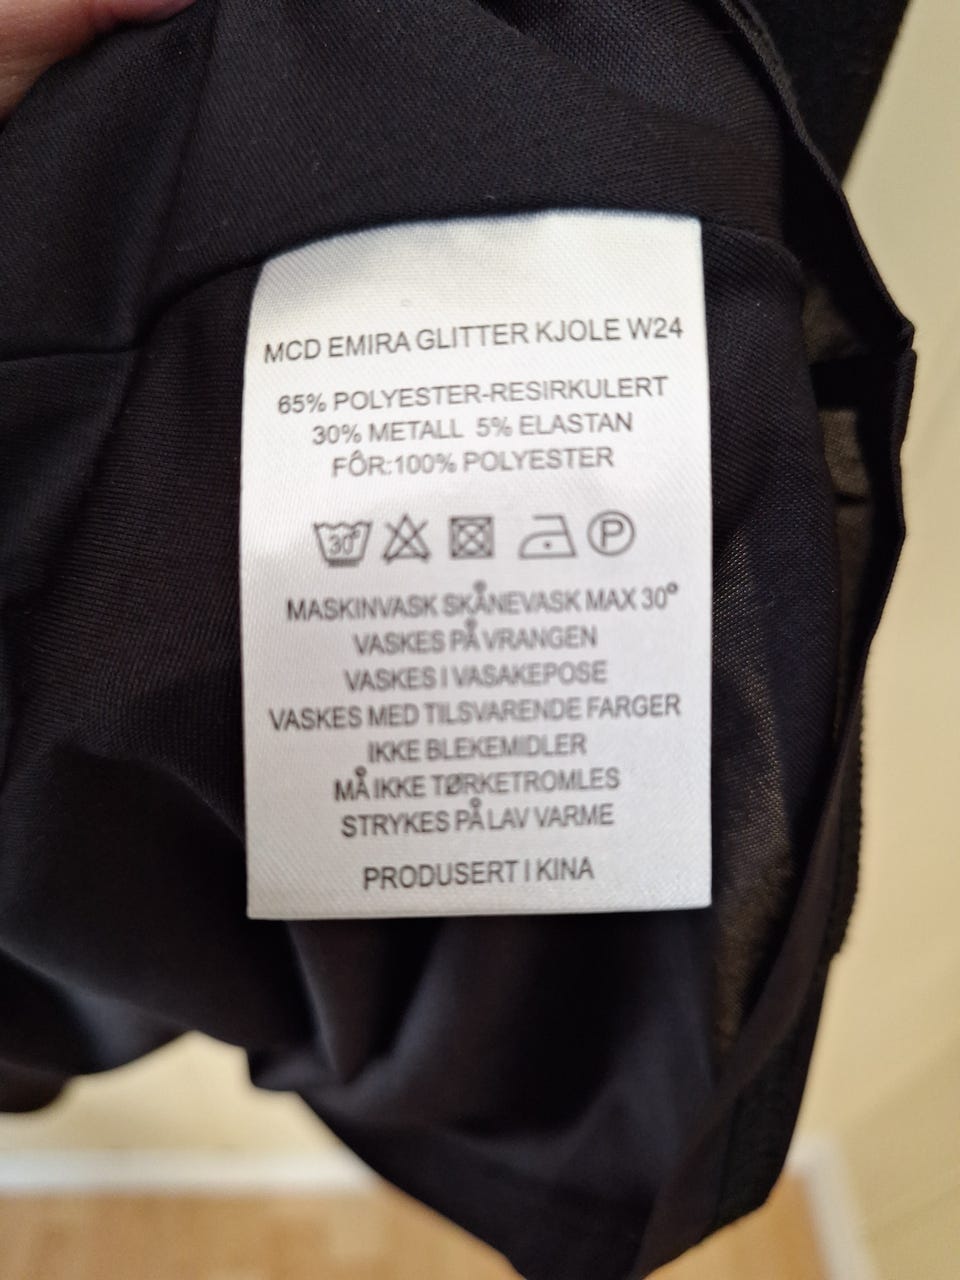 MCD EMIRA GLITTER KJOLE W24
65% POLYESTER-RESIRKULERT
30% METALL 5% ELASTAN
FÔR:100% POLYESTER
30° P
MASKINVASK SKÅNEVASK MAX 30°
VASKES PÅ VRANGEN
VASKES I VASAKEPOSE
VASKES MED TILSVARENDE FARGER
IKKE BLEKEMIDLER
MÅ IKKE TØRKETROMLES
STRYKES PÅ LAV VARME
PRODUSERT I KINA